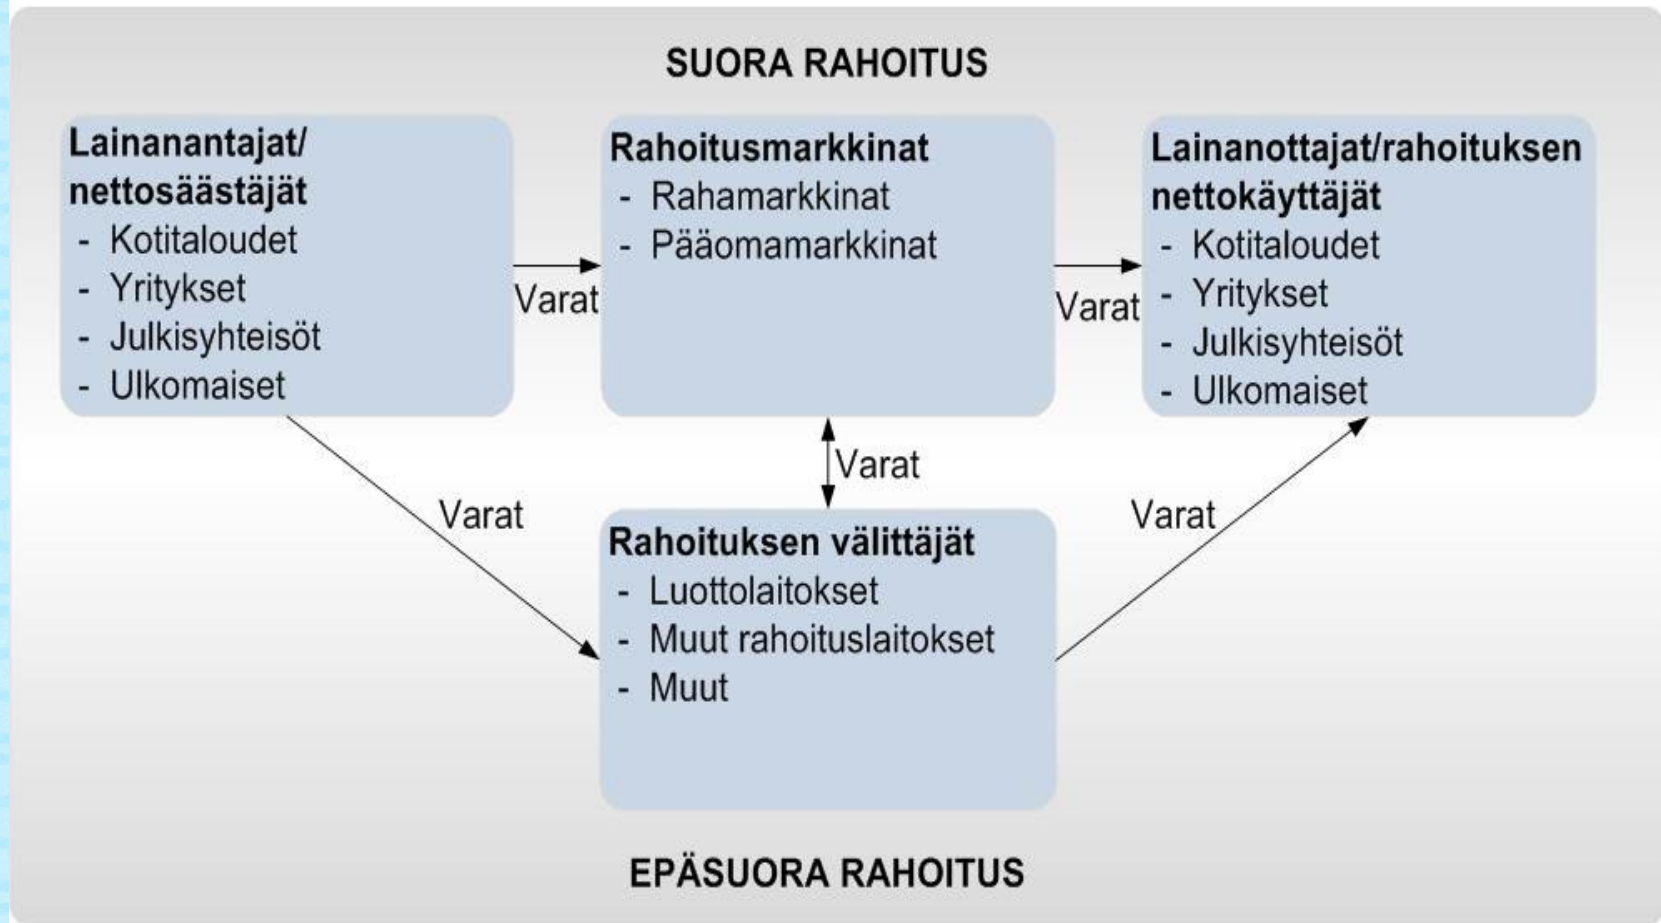 SUORA RAHOITUS
Lainanantajat/
nettosäästäjät
- Kotitaloudet
- Yritykset
- Julkisyhteisöt
- Ulkomaiset
Varat
Rahoitusmarkkinat
- Rahamarkkinat
- Pääomamarkkinat
Varat
Lainanottajat/rahoituksen
nettokäyttäjät
- Kotitaloudet
- Yritykset
- Julkisyhteisöt
- Ulkomaiset
Varat
Varat
Varat
Rahoituksen välittäjät
- Luottolaitokset
- Muut rahoituslaitokset
- Muut
EPÄSUORA RAHOITUS